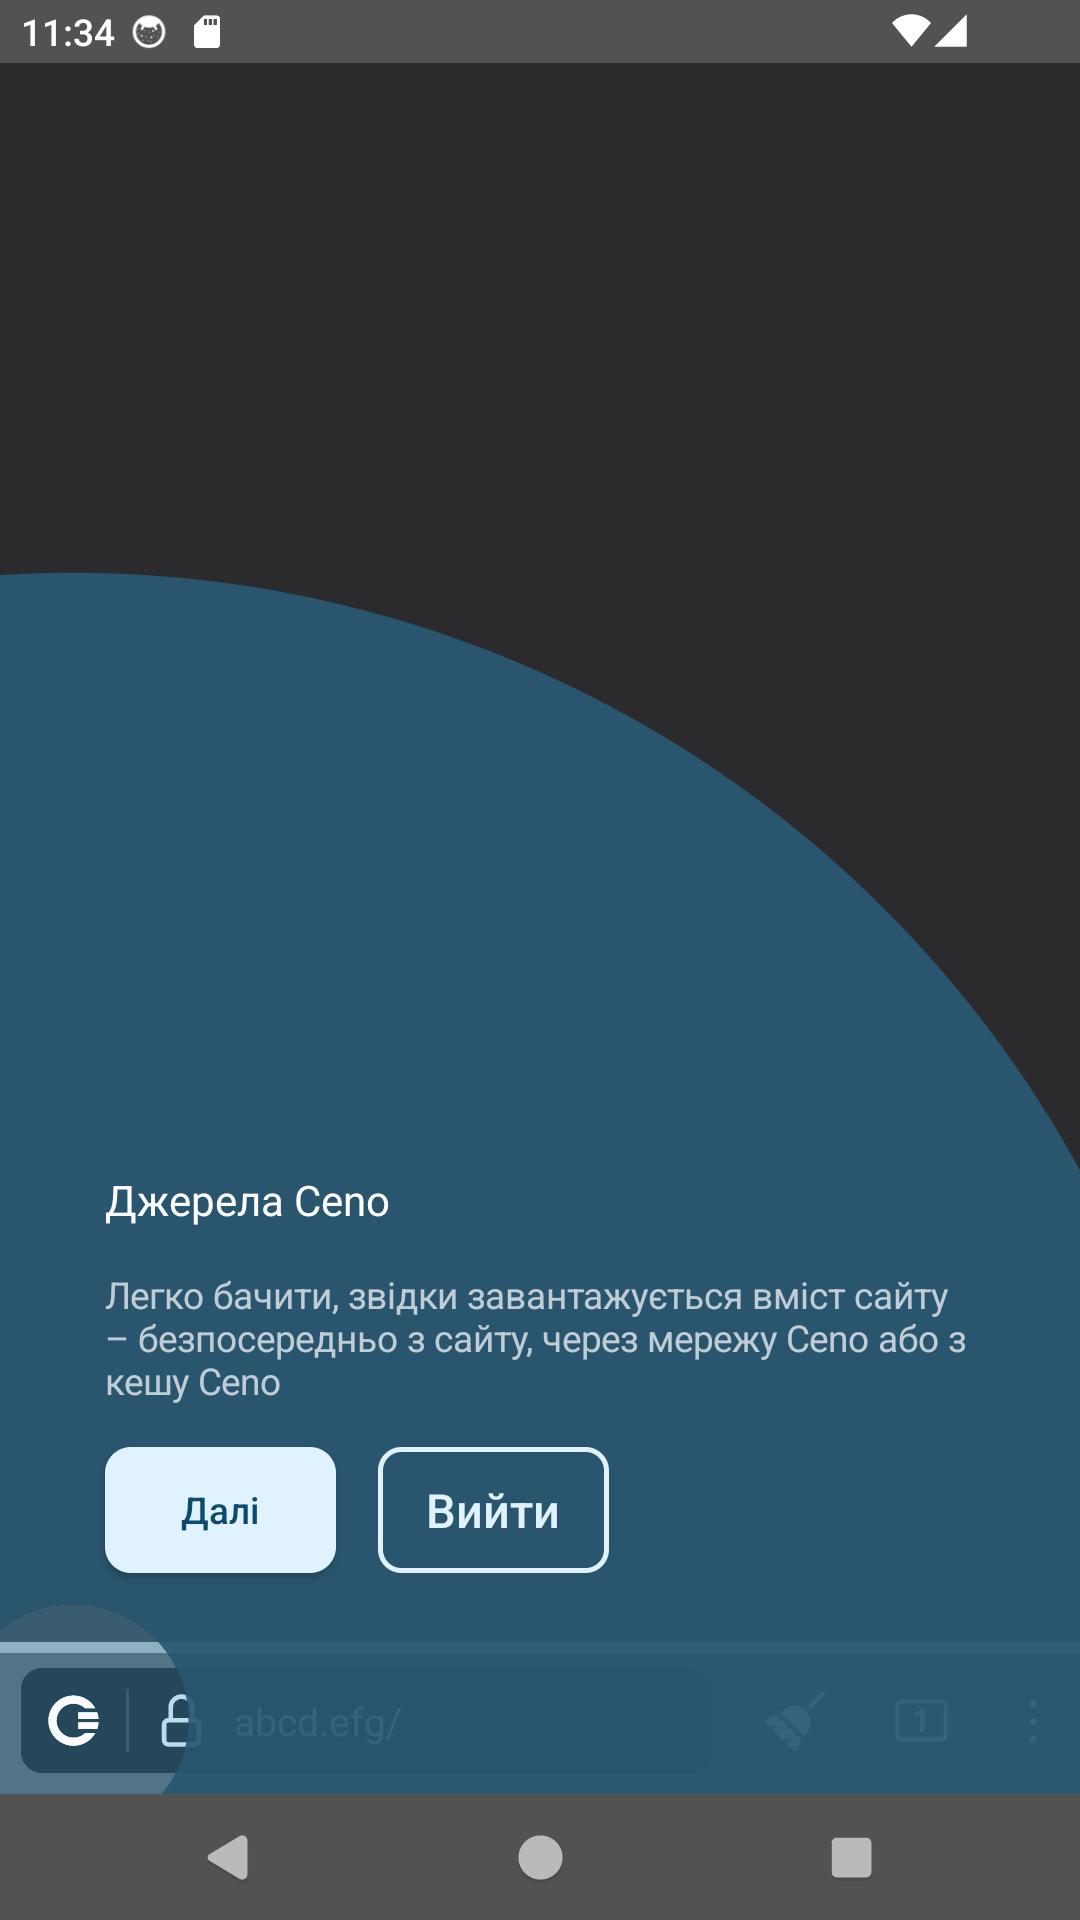 11:34
Джерела Ceno
Легко бачити, звідки завантажується вміст сайту
– безпосередньо з сайту, через мережу Ceno або з
кешу Ceno
Далі
Вийти
abcd.efg/
1